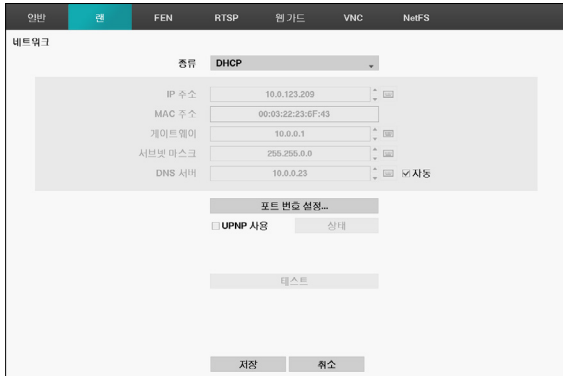 일반 랜 FEN RTSP 웹가드 VNC NetFS
네트워크
종류 DHCP
IP 주소 10.0.123.209
MAC 주소 00:03:22:23:6F:43
게이트웨이 10.0.0.1
서브넷 마스크 255.255.0.0
DNS 서버 10.0.0.23 자동
포트 번호 설정...
UPNP 사용 상태
테스트
저장 취소